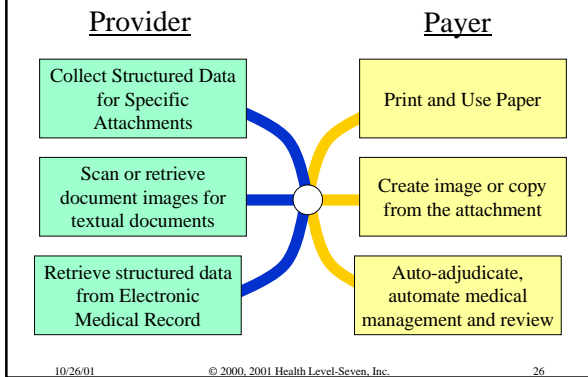 Provider
Payer
Collect Structured Data
for Specific
Attachments
Print and Use Paper
Scan or retrieve
document images for
textual documents
Create image or copy
from the attachment
Retrieve structured data
from Electronic
Medical Record
Auto-adjudicate,
automate medical
management and review
10/26/01
© 2000, 2001 Health Level-Seven, Inc.
26